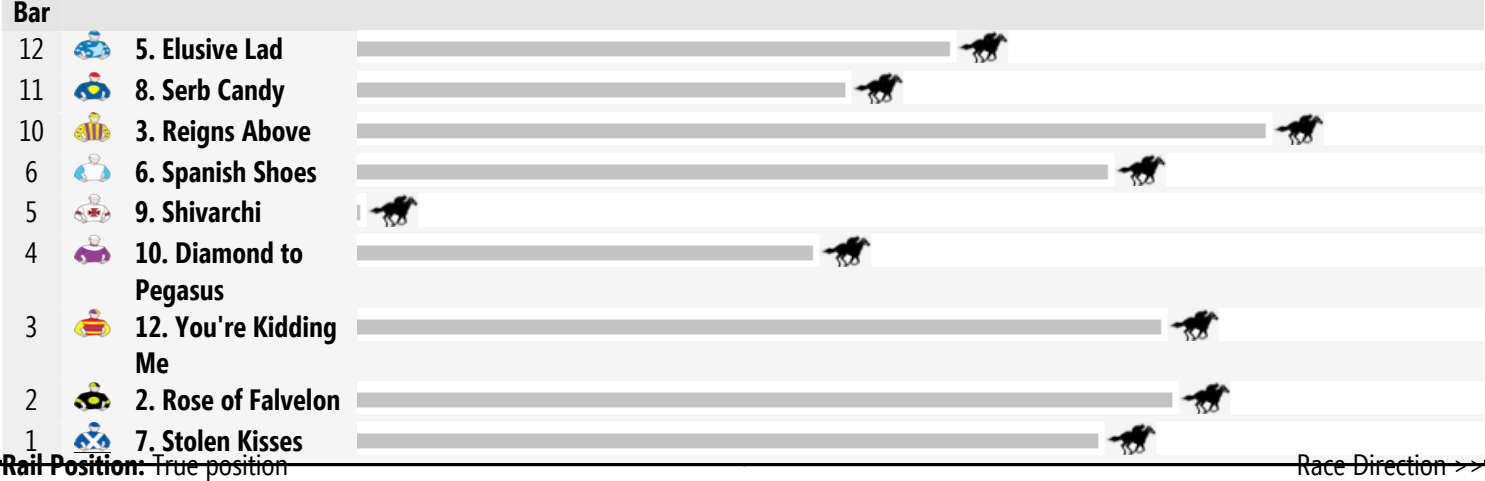 Bar
12 5. Elusive Lad
11 8. Serb Candy
10 3. Reigns Above
6 6. Spanish Shoes
5 9. Shivarchi
4 10. Diamond to
Pegasus
3 12. You're Kidding
Me
2 2. Rose of Falvelon
1 7. Stolen Kisses
Rail Position: True position Race Direction >>